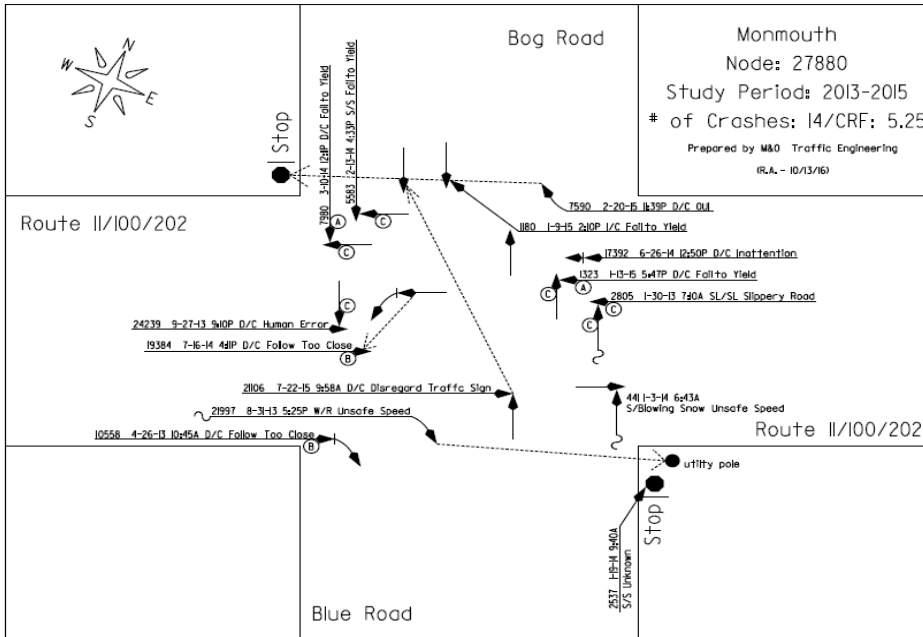 N
W
E
S
Bog Road
Monmouth
Node: 27880
Study Period: 2013-2015
# of Crashes: 14/CRF: 5.25
Prepared by M&O Traffic Engineering
(R.A. - 10/13/16)
Stop
7980 3-10-14 12:11P D/C Fail to Yield
5583 2-13-14 4:33P S/S Fail to Yield
Route 11/100/202
A
C
C
7590 2-20-15 11:39P D/C OUI
1180 1-9-15 2:10P I/C Fail to Yield
17392 6-26-14 12:50P D/C Inattention
1323 1-13-15 5:47P D/C Fail to Yield
C
A
2805 1-30-13 7:10A SL/SL Slippery Road
C
C
C
24239 9-27-13 9:10P D/C Human Error
19384 7-16-14 4:11P D/C Follow Too Close
B
21106 7-22-15 9:58A D/C Disregard Traffc Sign
21997 8-31-13 5:25P W/R Unsafe Speed
10558 4-26-13 10:45A D/C Follow Too Close
B
441 1-3-14 6:43A
S/Blowing Snow Unsafe Speed
Route 11/100/202
utility pole
Stop
2537 1-19-14 9:40A
S/S Unknown
Blue Road